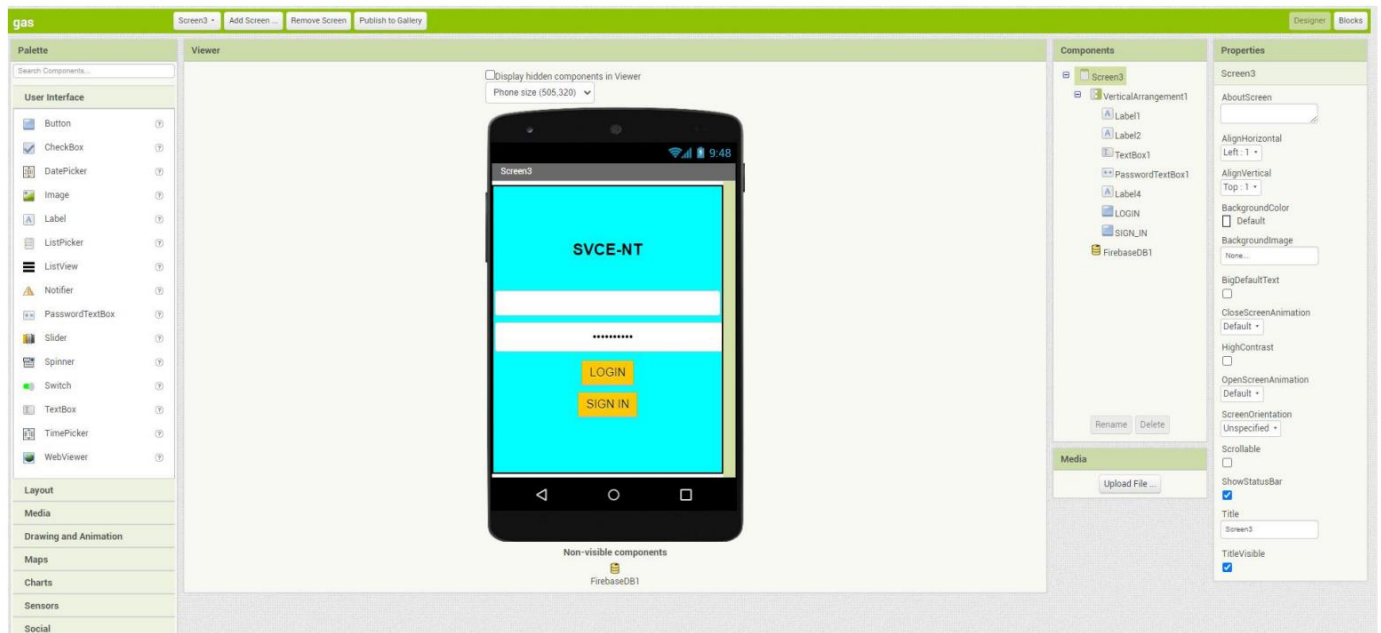 gas
Screen3
Add Screen ...
Remove Screen
Publish to Gallery
Designer
Blocks
Palette
Search Components...
User Interface
Button
CheckBox
DatePicker
Image
Label
ListPicker
ListView
Notifier
PasswordTextBox
Slider
Spinner
Switch
TextBox
TimePicker
WebViewer
Layout
Media
Drawing and Animation
Maps
Charts
Sensors
Social
Viewer
Display hidden components in Viewer
Phone size (505,320)
9:48
Screen3
SVCE-NT
••••••••••
LOGIN
SIGN IN
Non-visible components
FirebaseDB1
Components
Screen3
VerticalArrangement1
Label1
Label2
TextBox1
PasswordTextBox1
Label4
LOGIN
SIGN_IN
FirebaseDB1
Rename
Delete
Media
Upload File ...
Properties
Screen3
AboutScreen
AlignHorizontal
Left : 1
AlignVertical
Top : 1
BackgroundColor
Default
BackgroundImage
None...
BigDefaultText
CloseScreenAnimation
Default
HighContrast
OpenScreenAnimation
Default
ScreenOrientation
Unspecified
Scrollable
ShowStatusBar
Title
Screen3
TitleVisible